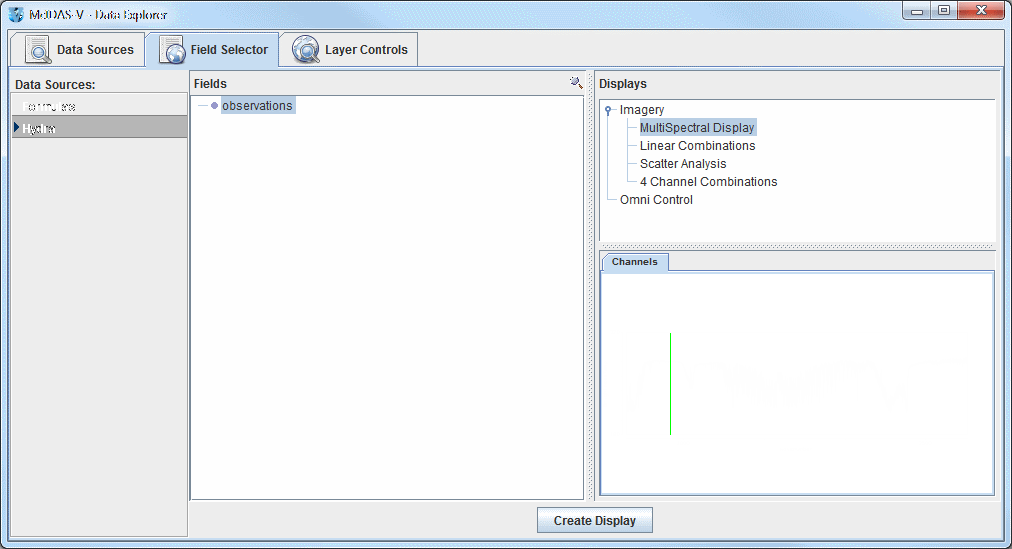 McIDAS-V - Data Explorer
Data Sources
Field Selector
Layer Controls
Data Sources:
Formulas
Hydra
Fields
observations
Displays
Imagery
MultiSpectral Display
Linear Combinations
Scatter Analysis
4 Channel Combinations
Omni Control
Channels
Create Display